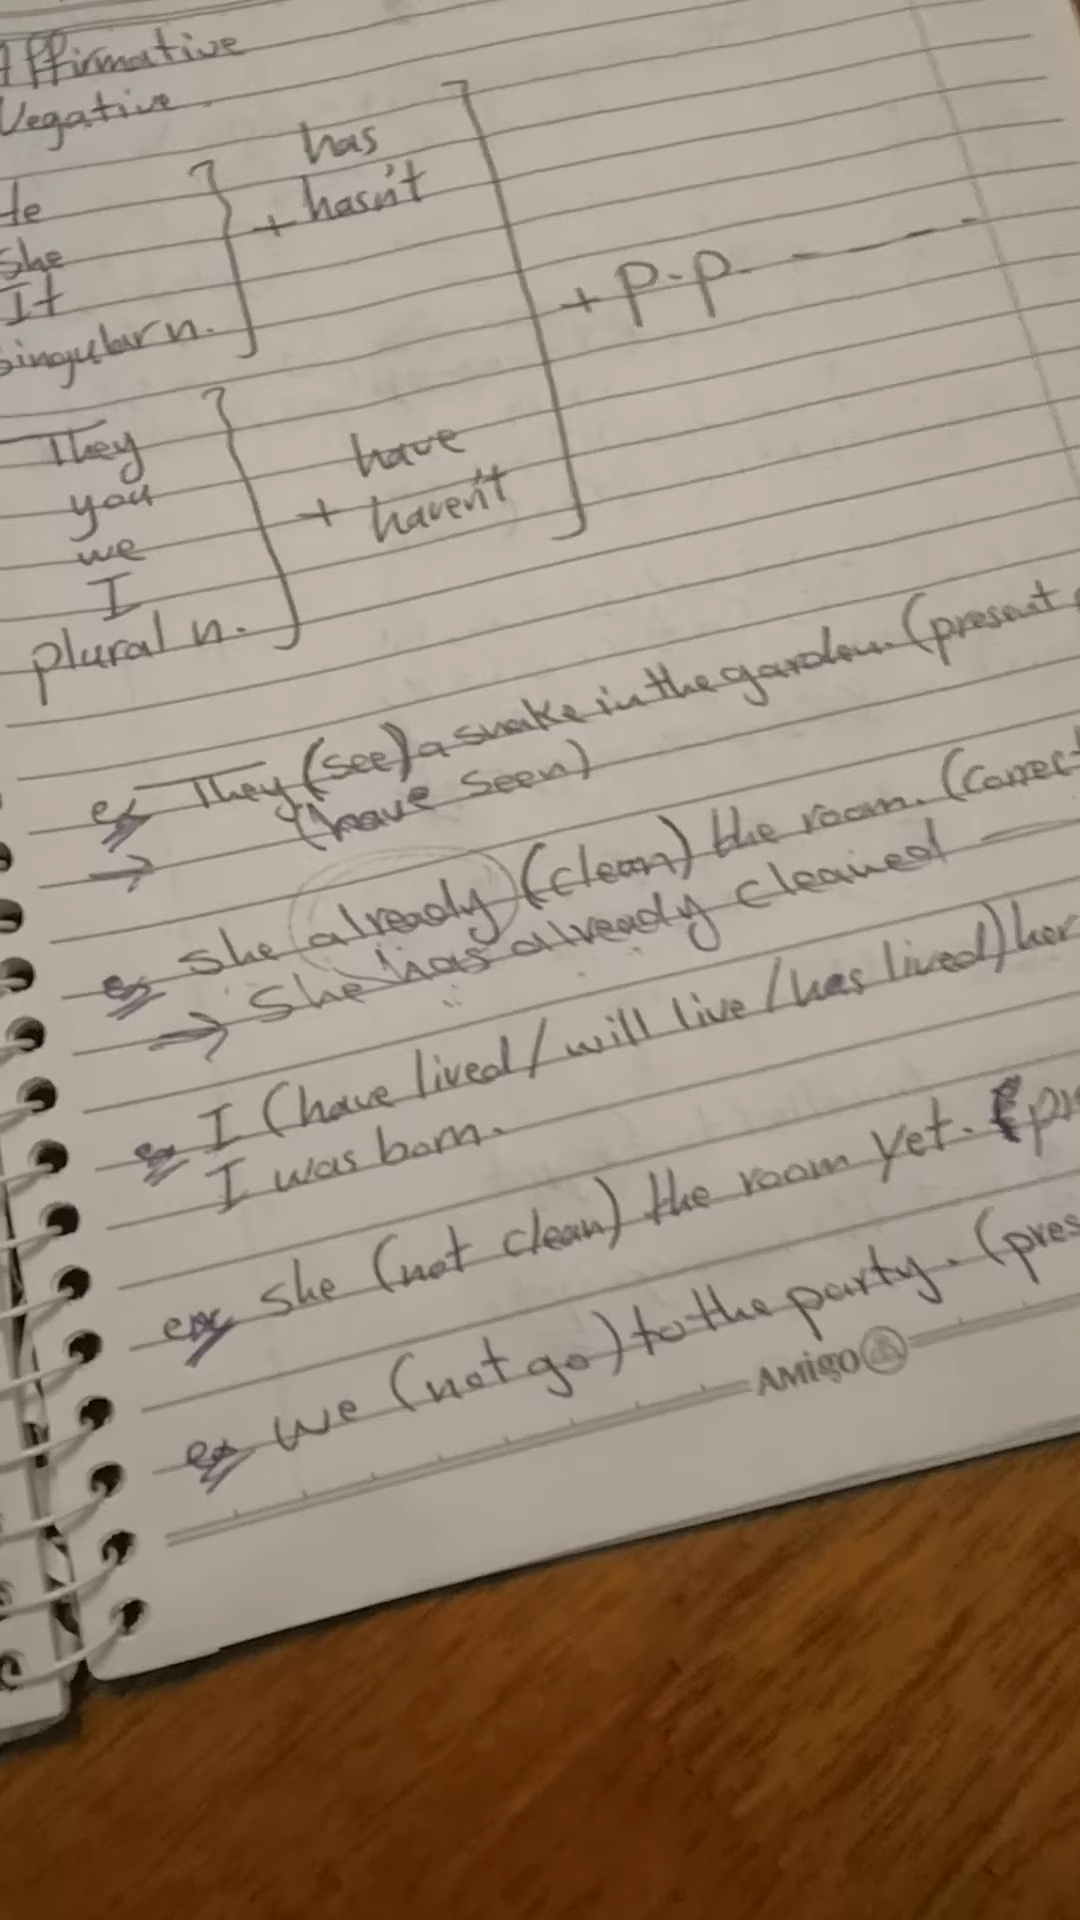 Affirmative
Negative
He
She
It
singular n.
+ has
hasn't
They
you
we
I
plural n.
+ have
haven't
+ P.P. ----
ex They (see) a snake in the garden. (present
→ (have seen)
ex She already (clean) the room. (correct
→ She has already cleaned —
ex I (have lived / will live / has lived) her
I was born.
ex she (not clean) the room yet. (pr
ex we (not go) to the party. (pres
AMiGO